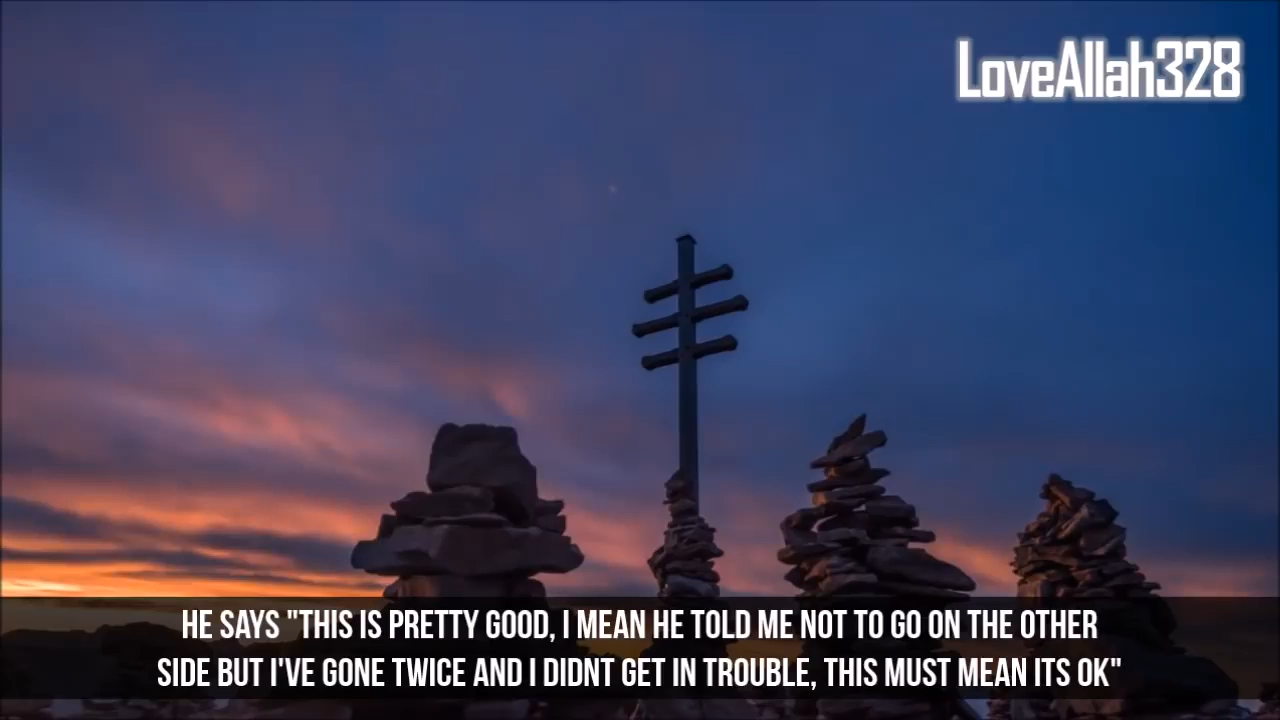 LoveAllah328
HE SAYS "THIS IS PRETTY GOOD, I MEAN HE TOLD ME NOT TO GO ON THE OTHER
SIDE BUT I'VE GONE TWICE AND I DIDNT GET IN TROUBLE, THIS MUST MEAN ITS OK"